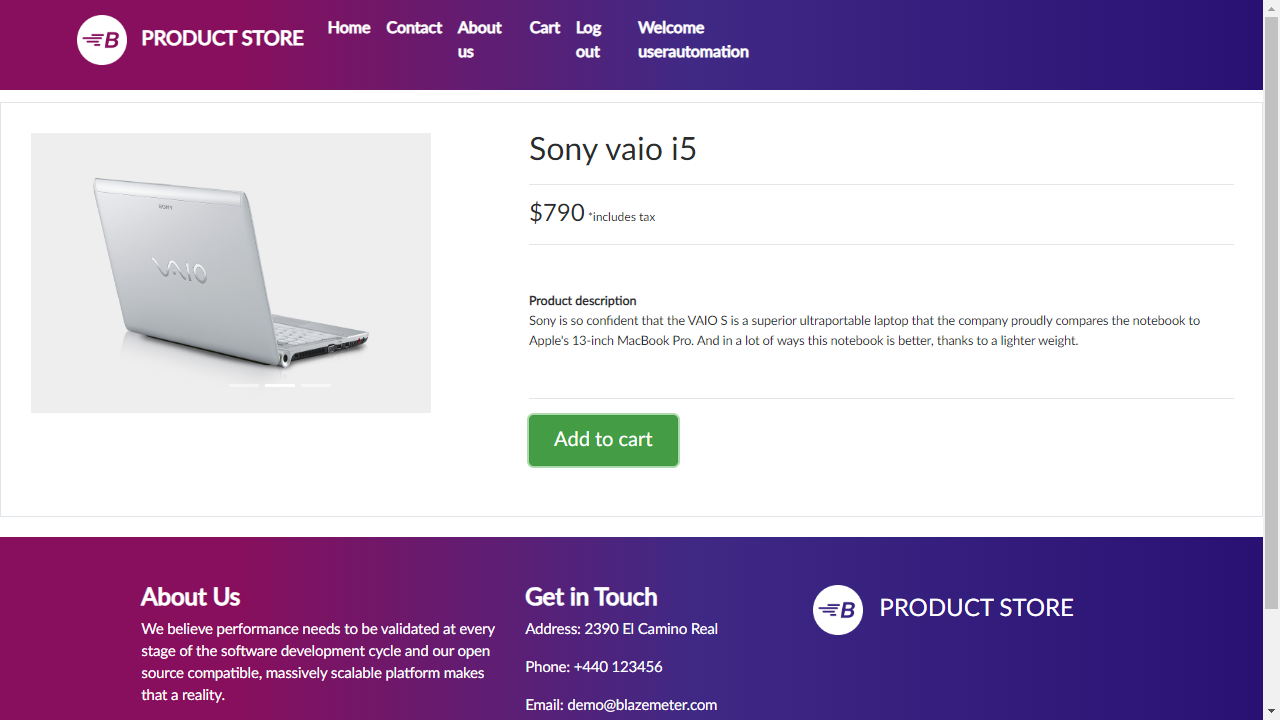 B PRODUCT STORE
Home Contact About us Cart Log out Welcome userautomation
SONY
VAIO
Sony vaio i5
$790 *includes tax
Product description
Sony is so confident that the VAIO S is a superior ultraportable laptop that the company proudly compares the notebook to
Apple's 13-inch MacBook Pro. And in a lot of ways this notebook is better, thanks to a lighter weight.
Add to cart
About Us
We believe performance needs to be validated at every
stage of the software development cycle and our open
source compatible, massively scalable platform makes
that a reality.
Get in Touch
Address: 2390 El Camino Real
Phone: +440 123456
Email: demo@blazemeter.com
B PRODUCT STORE